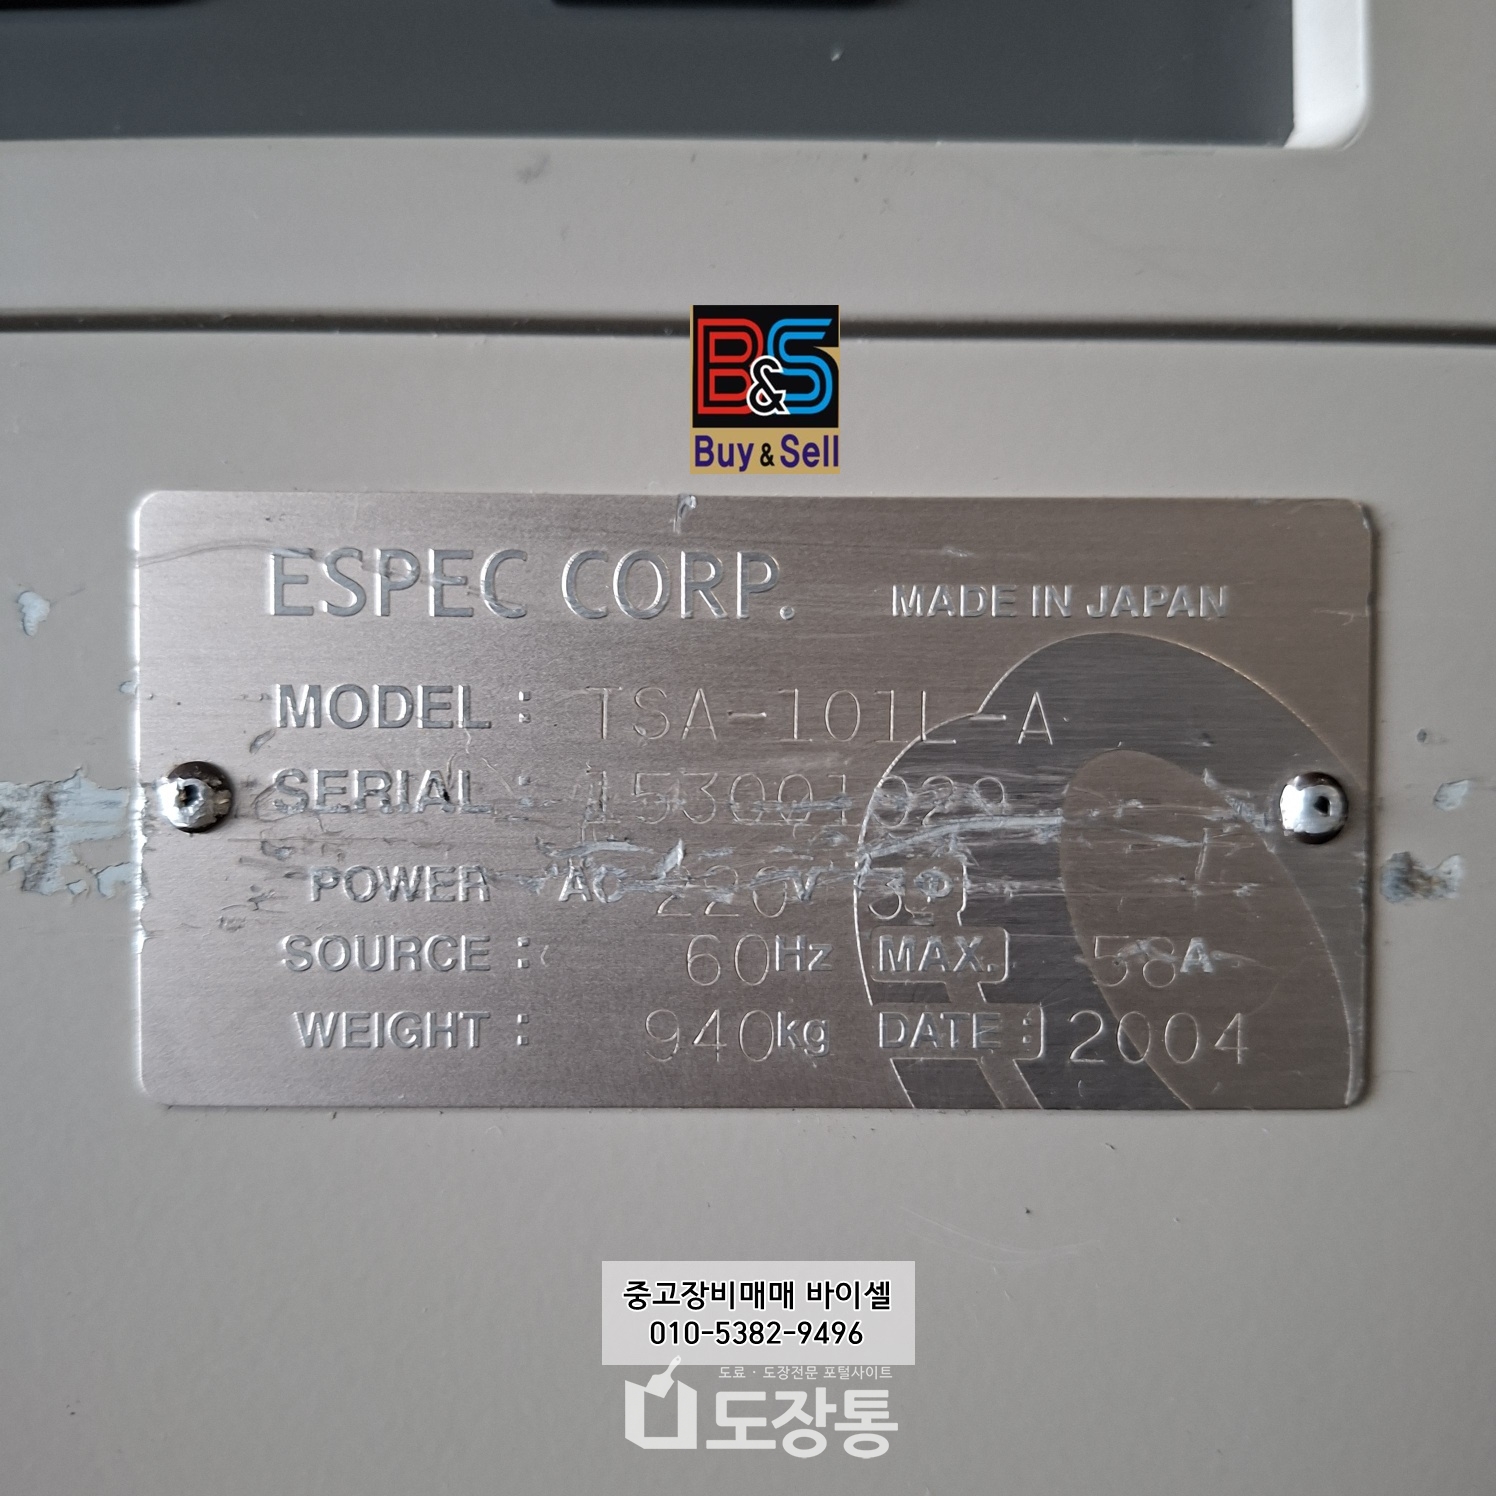 B&S
Buy & Sell
ESPEC CORP. MADE IN JAPAN
MODEL : TSA-101L-A
SERIAL : 153001029
POWER AC 220V 3Φ
SOURCE : 60Hz MAX. 58A
WEIGHT : 940kg DATE : 2004
중고장비매매 바이셀
010-5382-9496
도료 · 도장전문 포털사이트
도장통